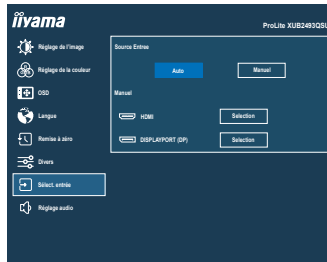 iiyama
ProLite XUB2493QSU
Réglage de l'Image
Réglage de la couleur
OSD
Langue
Remise à zéro
Divers
Sélect. entrée
Réglage audio
Source Entree
Auto
Manuel
Manuel
HDMI
Selection
DISPLAYPORT (DP)
Selection